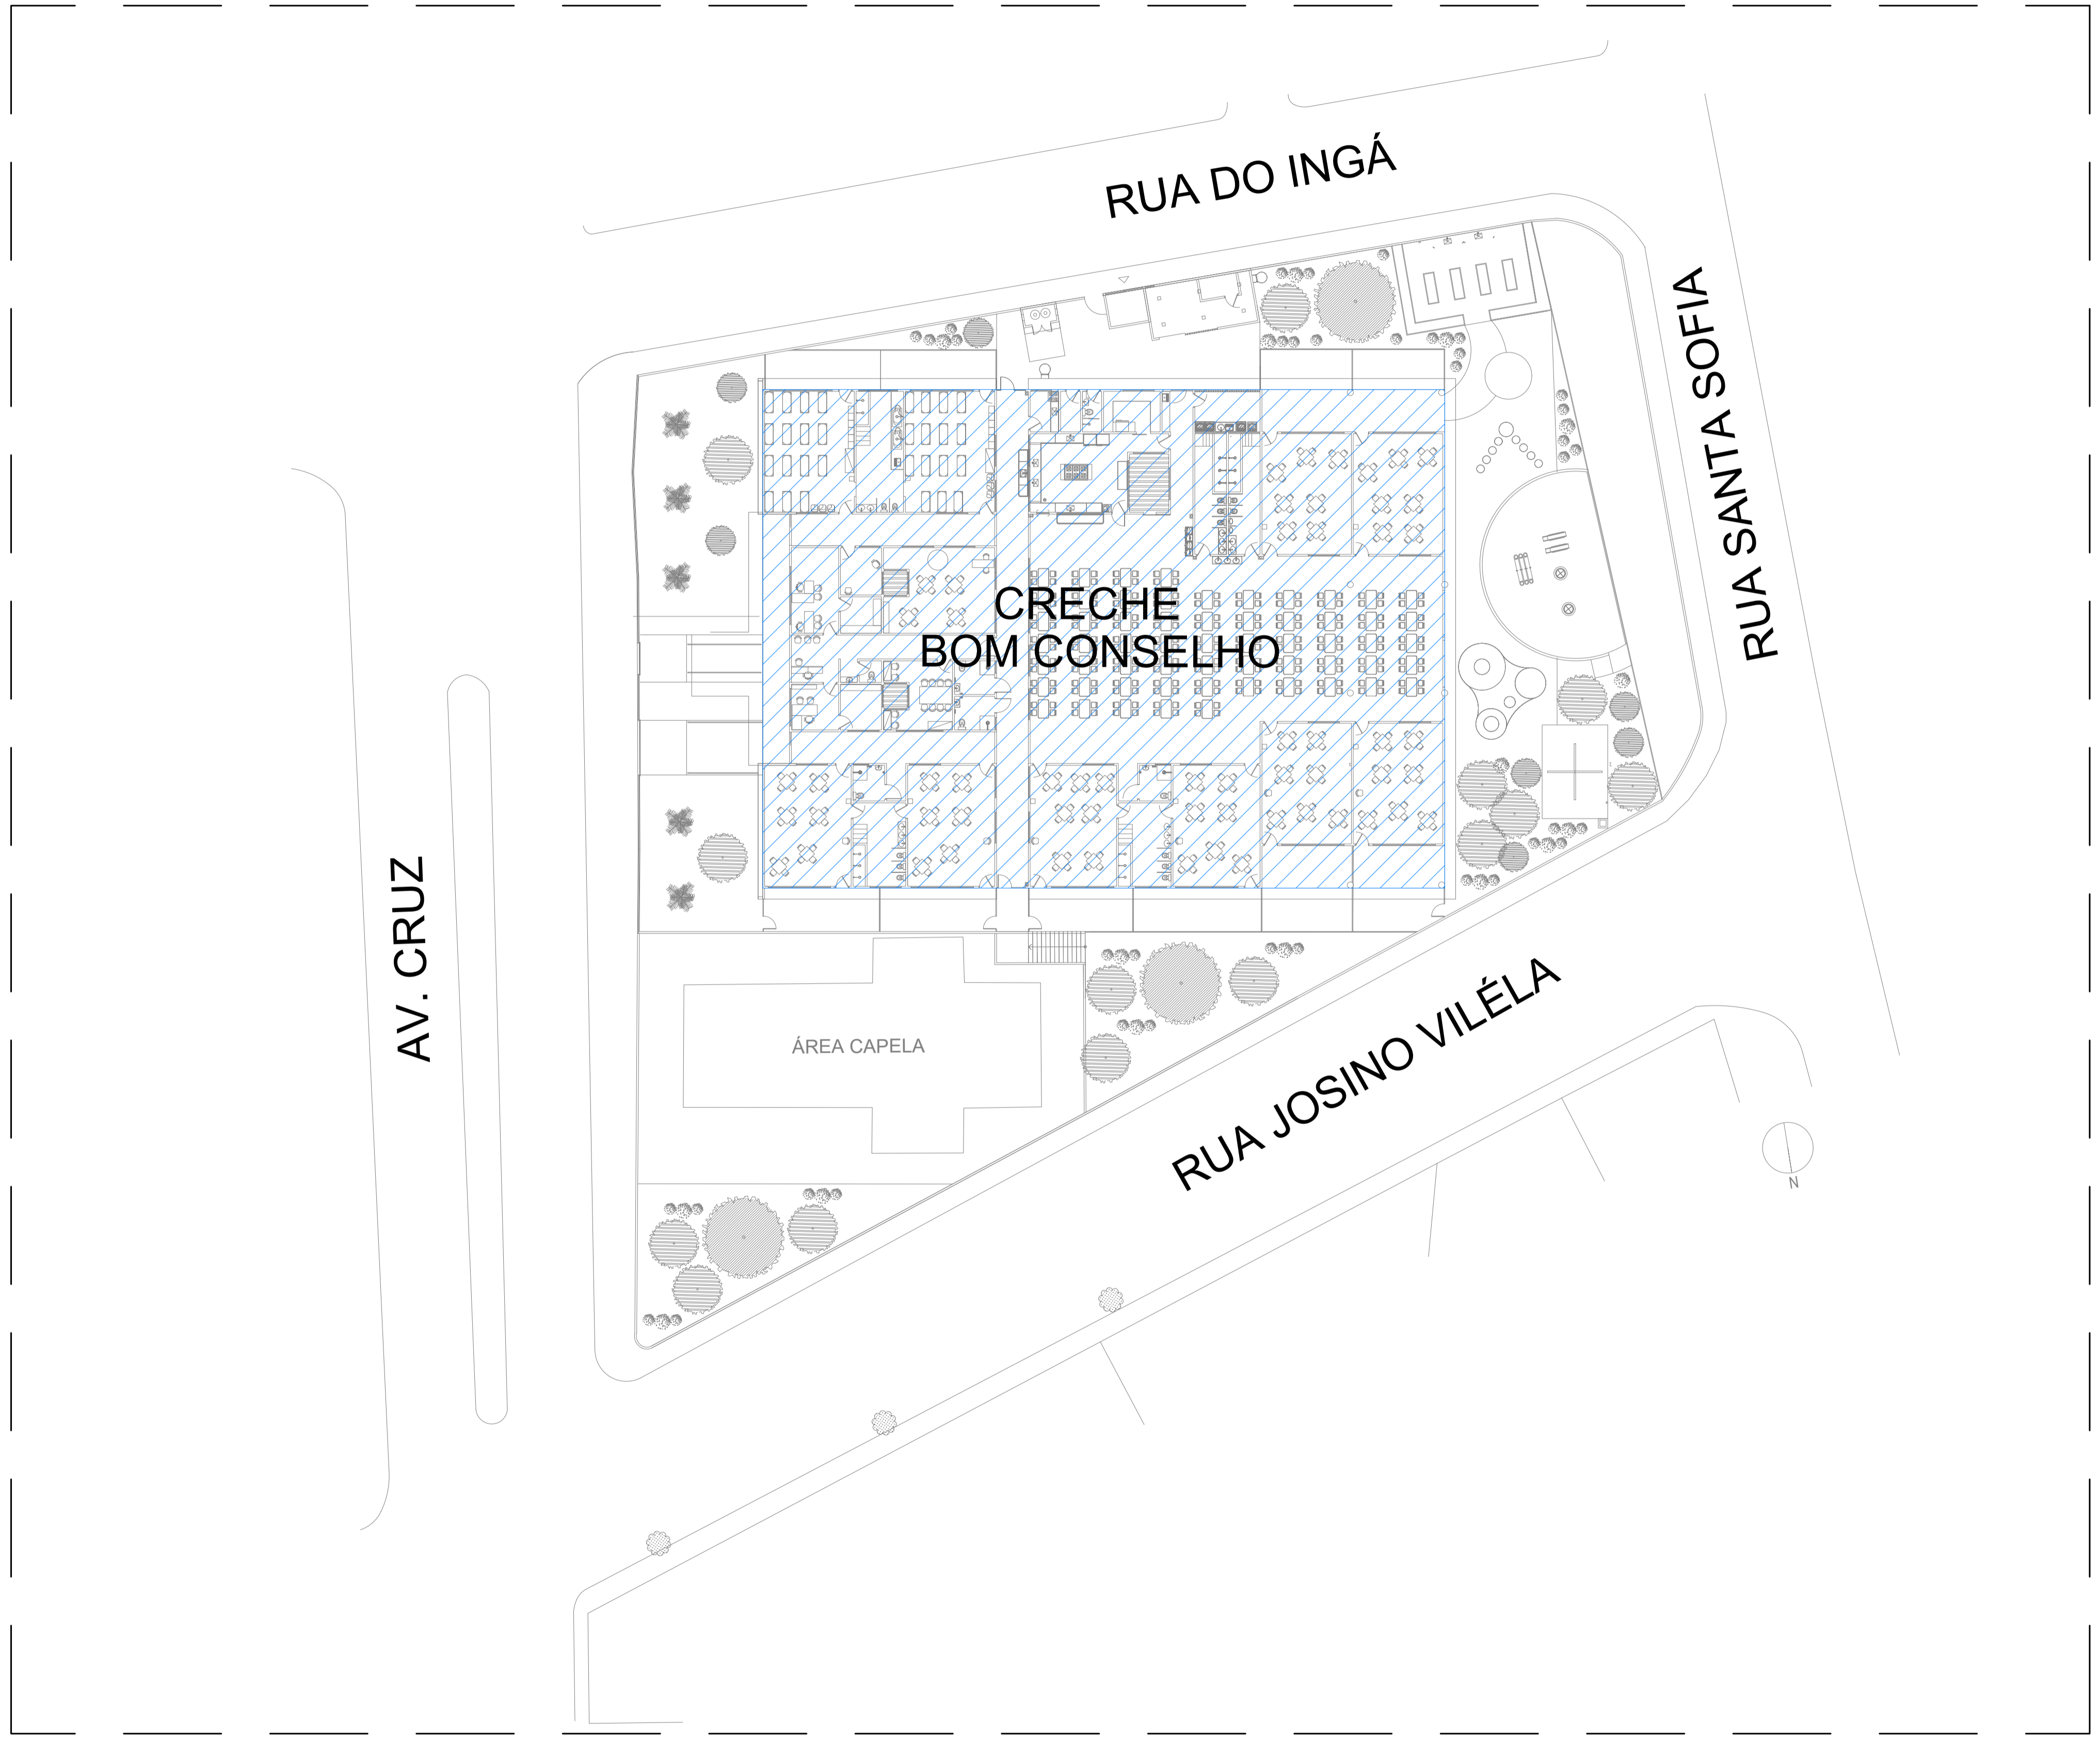 RUA DO INGÁ
RUA SANTA SOFIA
CRECHE
BOM CONSELHO
AV. CRUZ
ÁREA CAPELA
RUA JOSINO VILÉLA
N